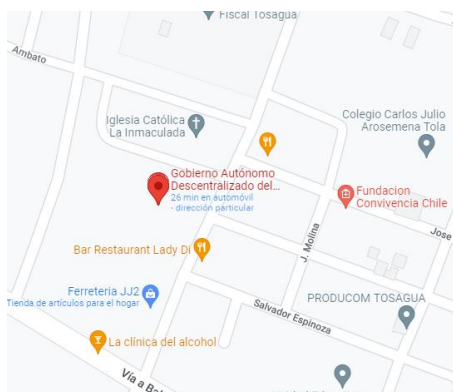 Fiscal Tosagua
Ambato
Iglesia Católica
La Inmaculada
Colegio Carlos Julio
Arosemena Tola
Gobierno Autónomo
Descentralizado del...
26 min en automóvil
- dirección particular
Fundacion
Convivencia Chile
Jose
J. Molina
Bar Restaurant Lady Di
Ferreteria JJ2
Tienda de artículos para el hogar
PRODUCOM TOSAGUA
Salvador Espinoza
La clínica del alcohol
Vía a